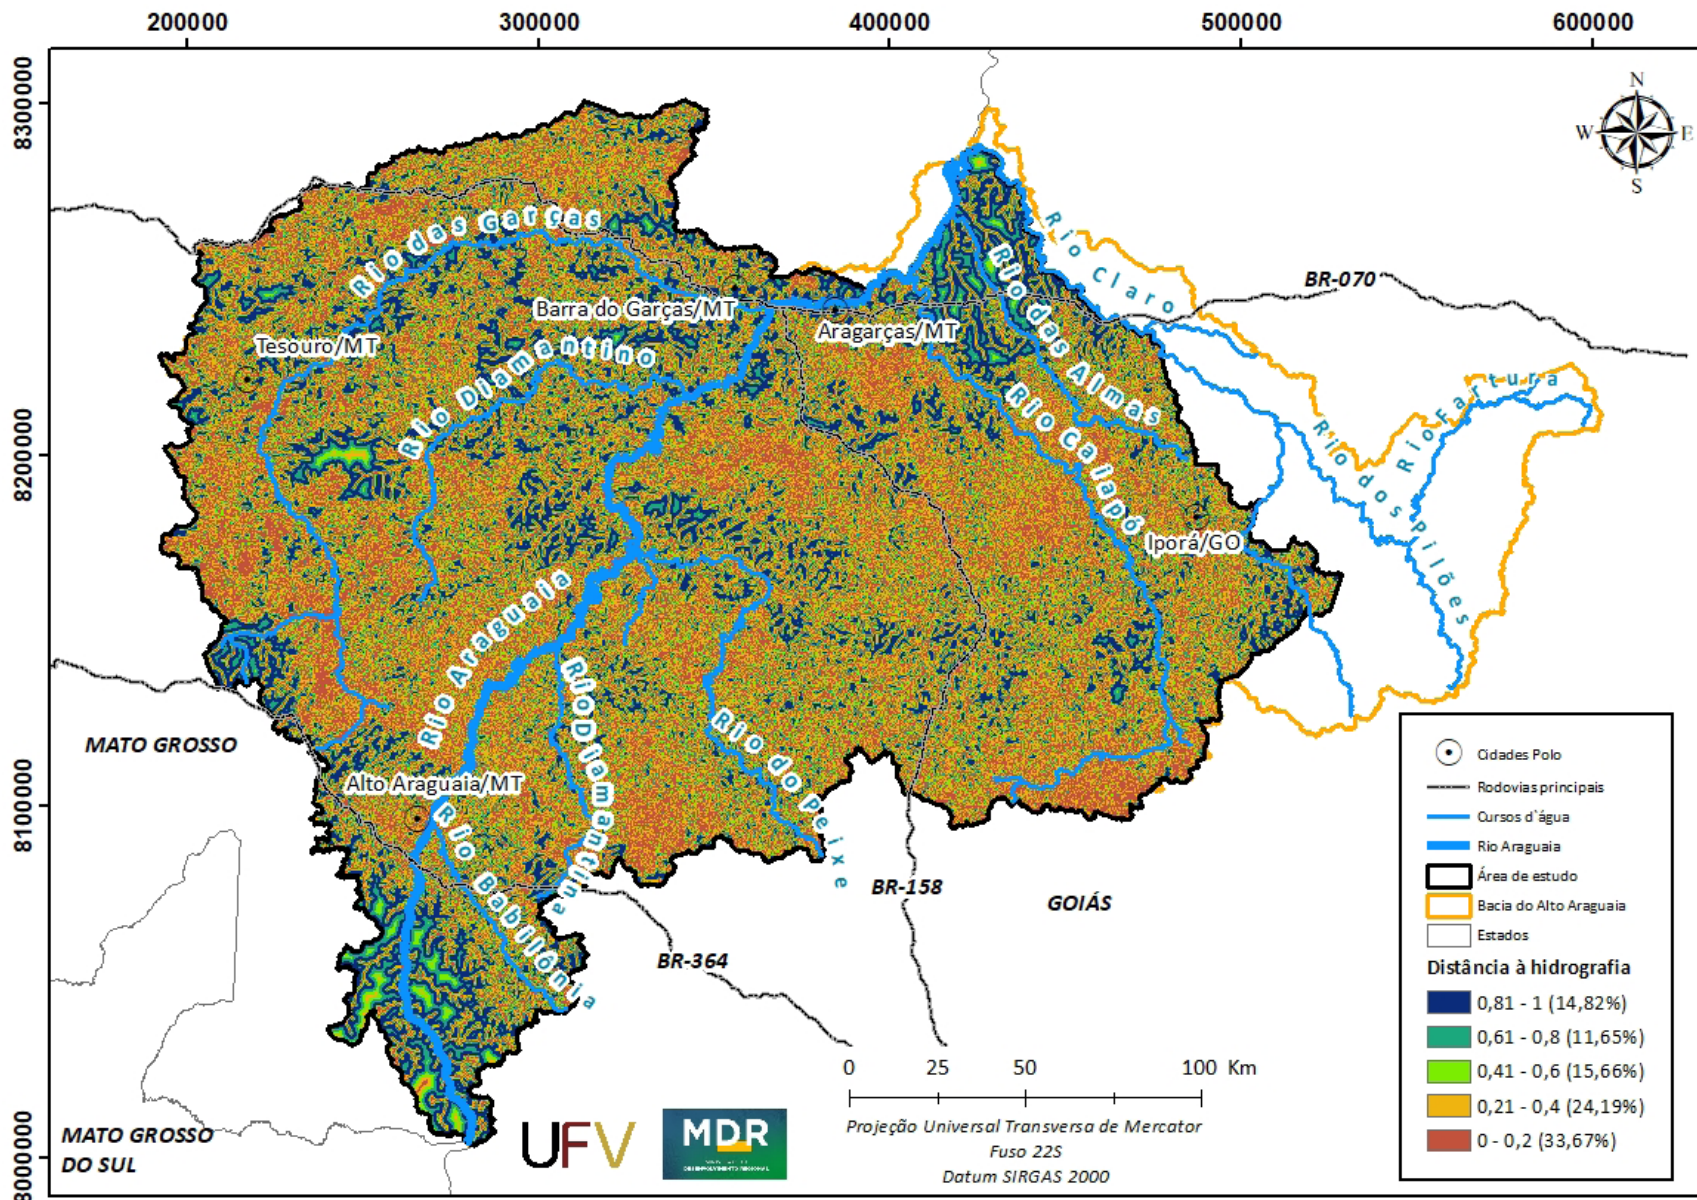 200000
300000
400000
500000
600000
8300000
8200000
8100000
8000000
N
W
E
S
Rio das Garças
Rio Claro
BR-070
Barra do Garças/MT
Aragarças/MT
Rio das Almas
Tesouro/MT
Rio Diamantino
Rio Fartura
Rio Caiapó
Rio dos Pilões
Iporá/GO
Rio Araguaia
Rio Diamantina
Rio do Peixe
MATO GROSSO
Alto Araguaia/MT
Rio Babilônia
BR-158
GOIÁS
BR-364
MATO GROSSO
DO SUL
UFV
MDR
DESENVOLVIMENTO REGIONAL
0 25 50 100 Km
Projeção Universal Transversa de Mercator
Fuso 22S
Datum SIRGAS 2000
Cidades Polo
Rodovias principais
Cursos d`água
Rio Araguaia
Área de estudo
Bacia do Alto Araguaia
Estados
Distância à hidrografia
0,81 - 1 (14,82%)
0,61 - 0,8 (11,65%)
0,41 - 0,6 (15,66%)
0,21 - 0,4 (24,19%)
0 - 0,2 (33,67%)